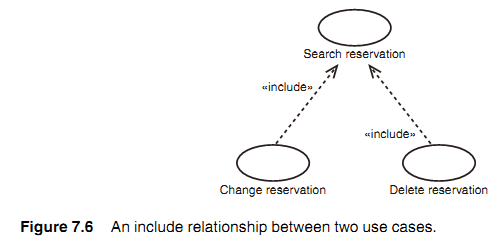 Search reservation
«include»
«include»
Change reservation
Delete reservation
Figure 7.6 An include relationship between two use cases.